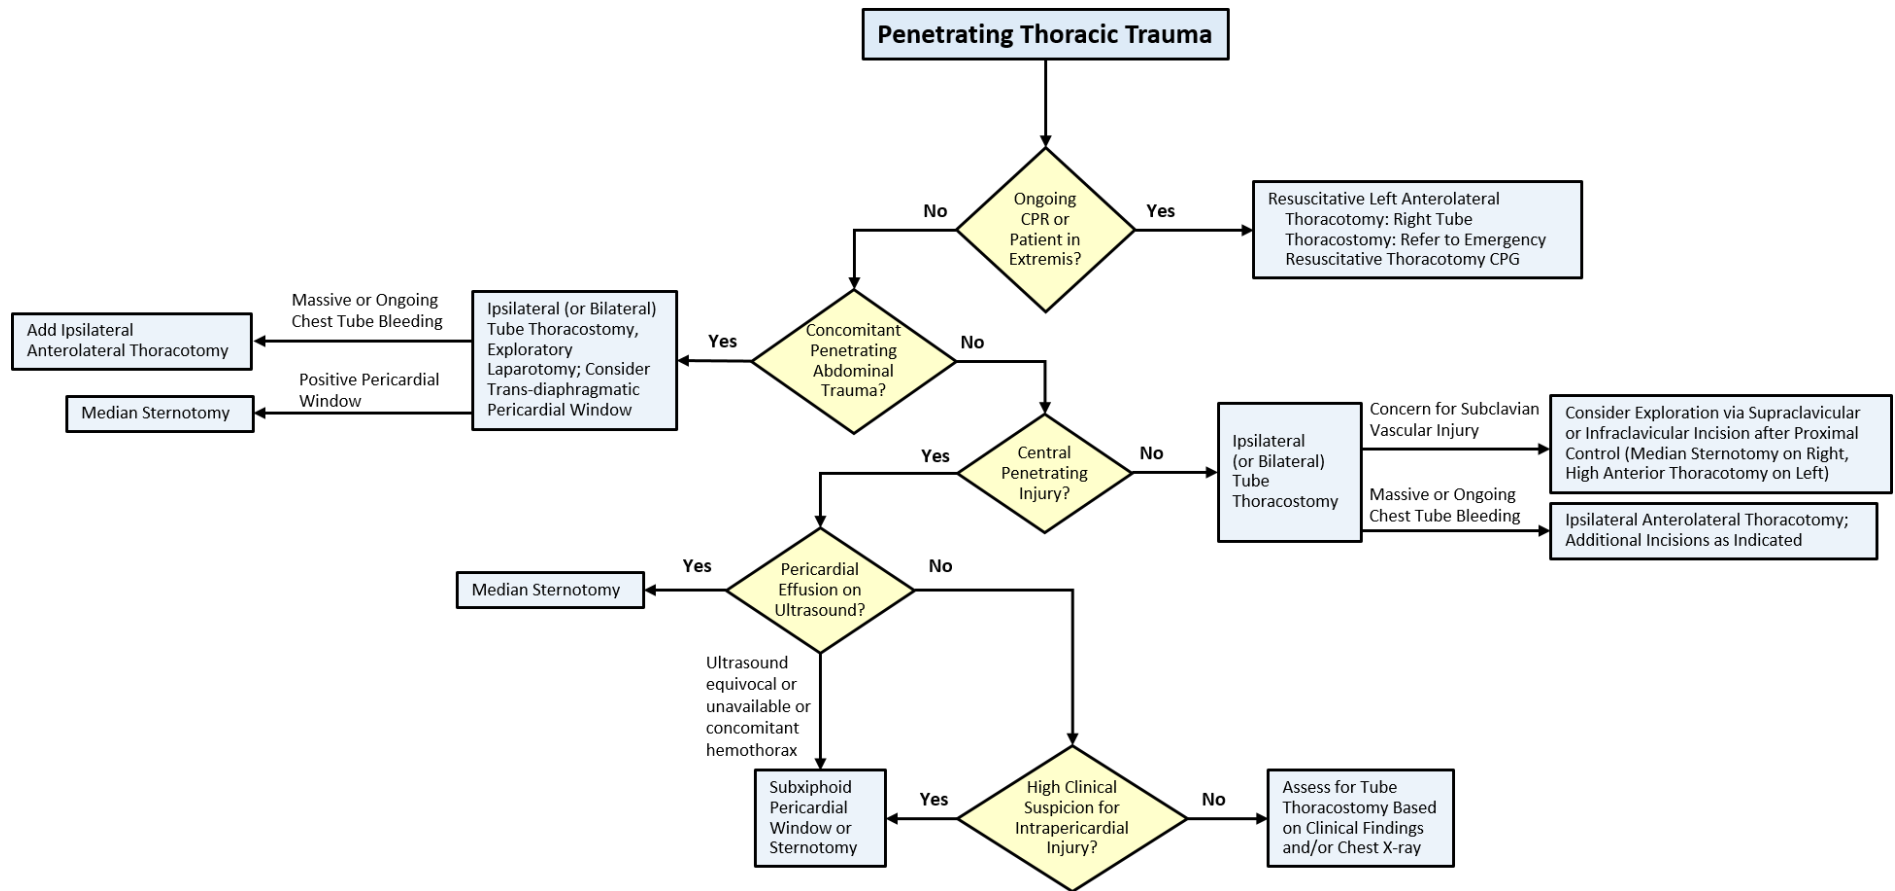 Penetrating Thoracic Trauma
Ongoing
CPR or
Patient in
Extremis?
No
Yes
Resuscitative Left Anterolateral
Thoracotomy: Right Tube
Thoracostomy: Refer to Emergency
Resuscitative Thoracotomy CPG
Concomitant
Penetrating
Abdominal
Trauma?
Yes
No
Ipsilateral (or Bilateral)
Tube Thoracostomy,
Exploratory
Laparotomy; Consider
Trans-diaphragmatic
Pericardial Window
Massive or Ongoing
Chest Tube Bleeding
Add Ipsilateral
Anterolateral Thoracotomy
Positive Pericardial
Window
Median Sternotomy
Central
Penetrating
Injury?
Yes
No
Ipsilateral
(or Bilateral)
Tube
Thoracostomy
Concern for Subclavian
Vascular Injury
Consider Exploration via Supraclavicular
or Infraclavicular Incision after Proximal
Control (Median Sternotomy on Right,
High Anterior Thoracotomy on Left)
Massive or Ongoing
Chest Tube Bleeding
Ipsilateral Anterolateral Thoracotomy;
Additional Incisions as Indicated
Pericardial
Effusion on
Ultrasound?
Yes
No
Median Sternotomy
Ultrasound
equivocal or
unavailable or
concomitant
hemothorax
Subxiphoid
Pericardial
Window or
Sternotomy
High Clinical
Suspicion for
Intrapericardial
Injury?
Yes
No
Assess for Tube
Thoracostomy Based
on Clinical Findings
and/or Chest X-ray